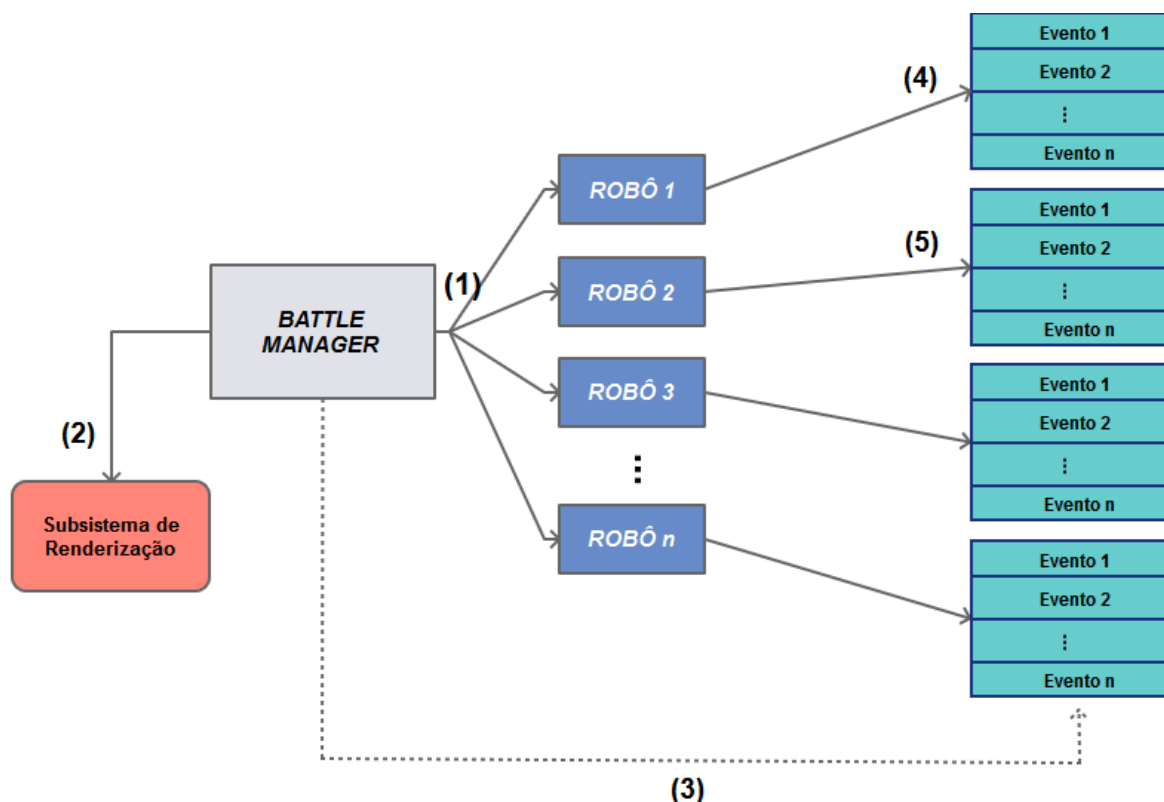 Evento 1
Evento 2
⋮
Evento n
(4)
ROBÔ 1
Evento 1
Evento 2
⋮
Evento n
(5)
(1)
ROBÔ 2
BATTLE
MANAGER
ROBÔ 3
⋮
Evento 1
Evento 2
⋮
Evento n
(2)
Subsistema de
Renderização
ROBÔ n
Evento 1
Evento 2
⋮
Evento n
(3)